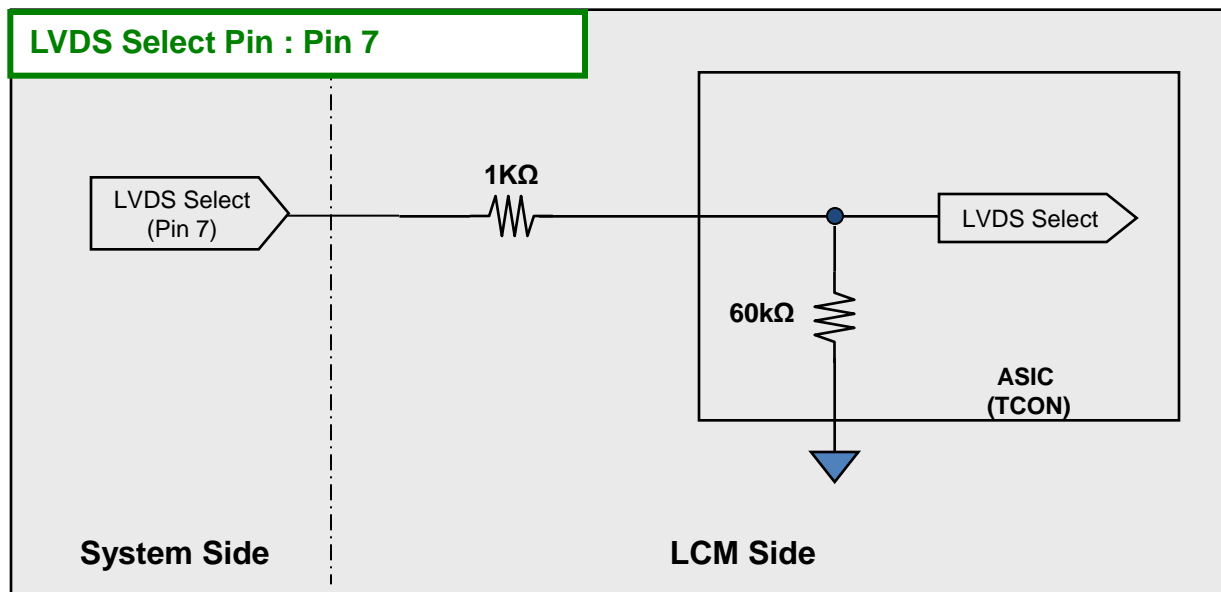 LVDS Select Pin : Pin 7
1KΩ
LVDS Select
(Pin 7)
LVDS Select
60kΩ
ASIC
(TCON)
System Side
LCM Side